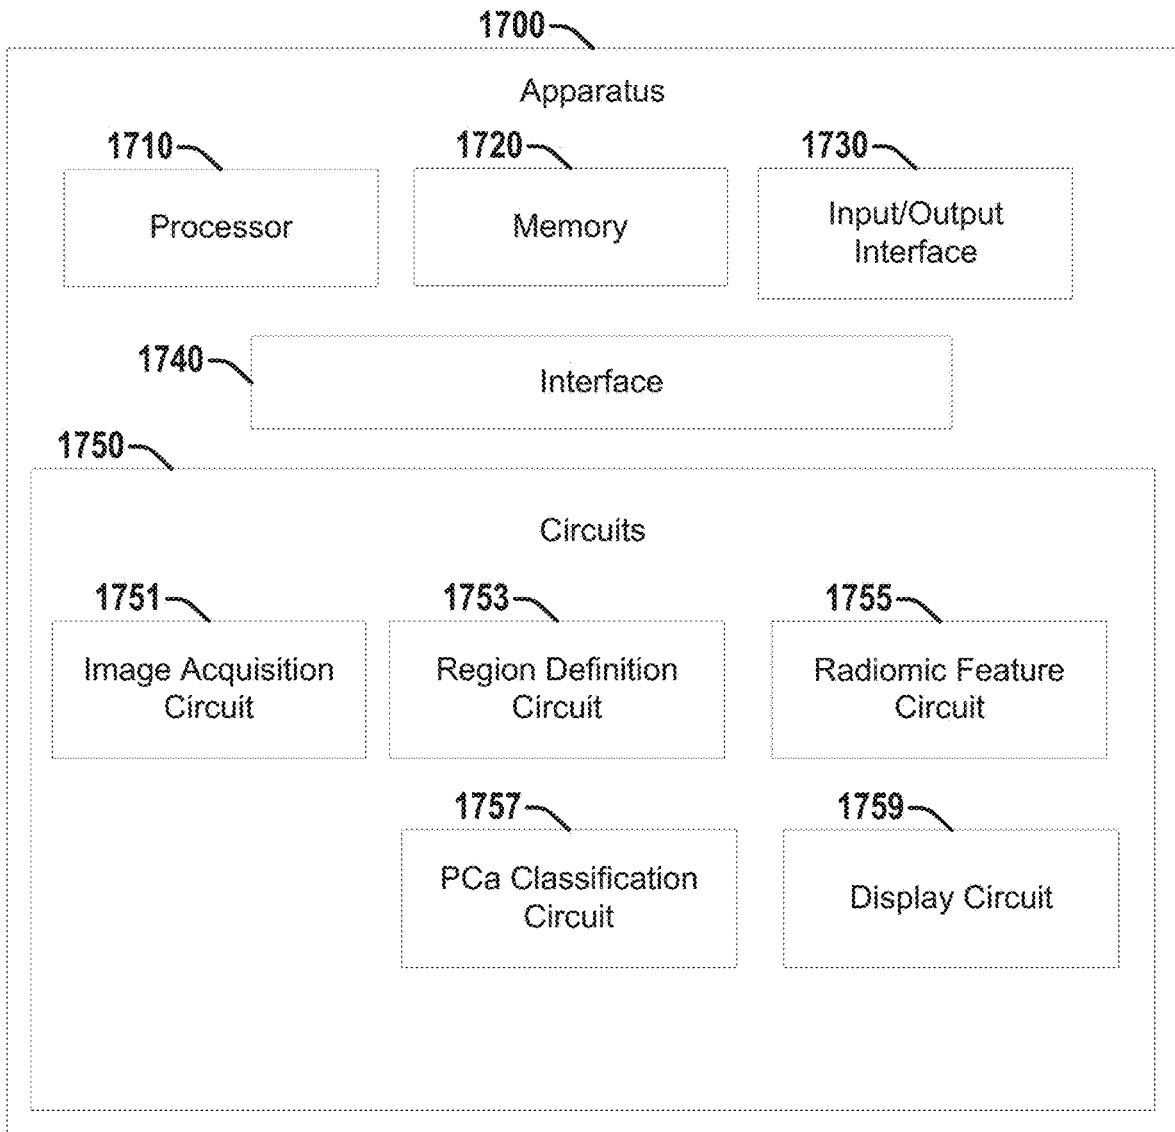 1700
Apparatus
1710
1720
1730
Processor
Memory
Input/Output
Interface
1740
Interface
1750
Circuits
1751
1753
1755
Image Acquisition
Circuit
Region Definition
Circuit
Radiomic Feature
Circuit
1757
1759
PCa Classification
Circuit
Display Circuit